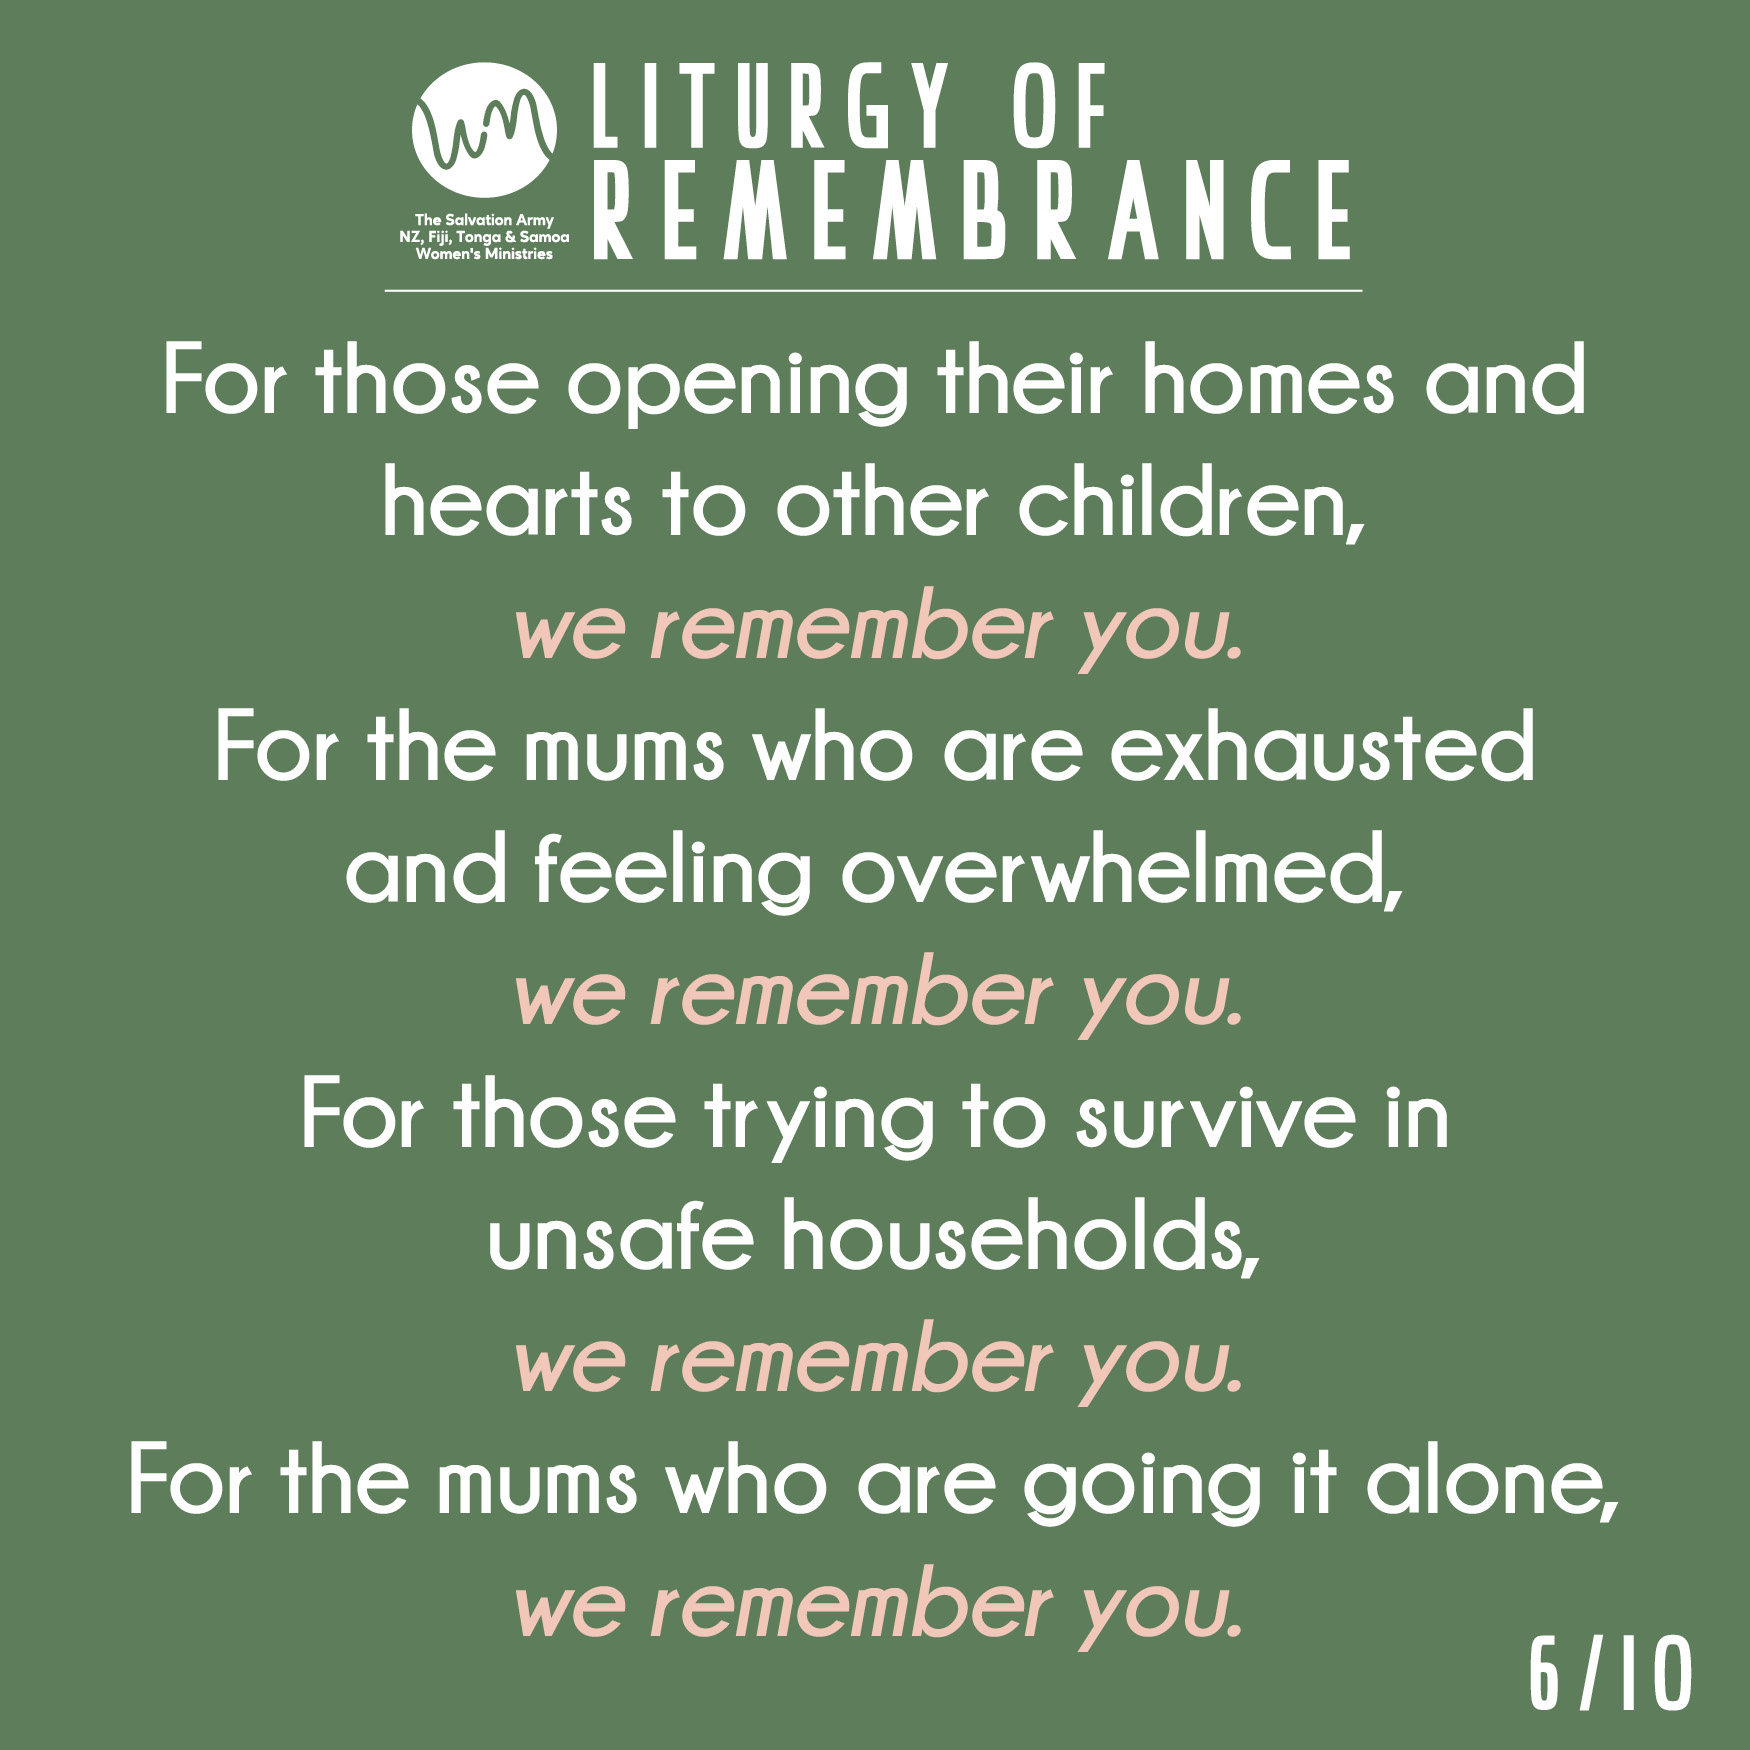 wm
LITURGY OF
REMEMBRANCE
The Salvation Army
NZ, Fiji, Tonga & Samoa
Women's Ministries
For those opening their homes and
hearts to other children,
we remember you.
For the mums who are exhausted
and feeling overwhelmed,
we remember you.
For those trying to survive in
unsafe households,
we remember you.
For the mums who are going it alone,
we remember you.
6/10